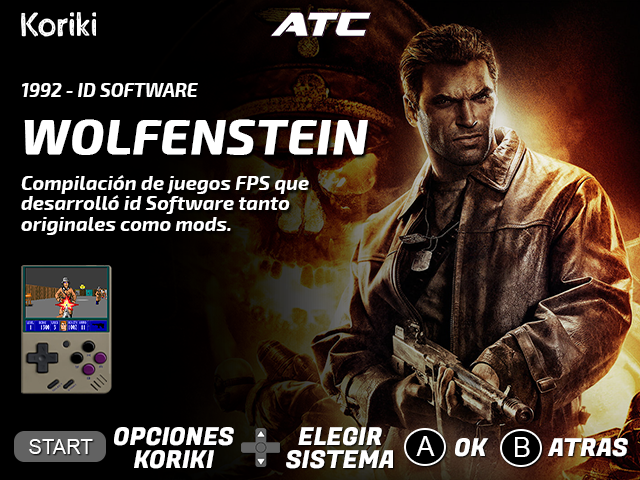 Koriki
ATC
1992 - ID SOFTWARE
WOLFENSTEIN
Compilación de juegos FPS que
desarrolló id Software tanto
originales como mods.
START
OPCIONES
KORIKI
ELEGIR
SISTEMA
A
OK
B
ATRAS